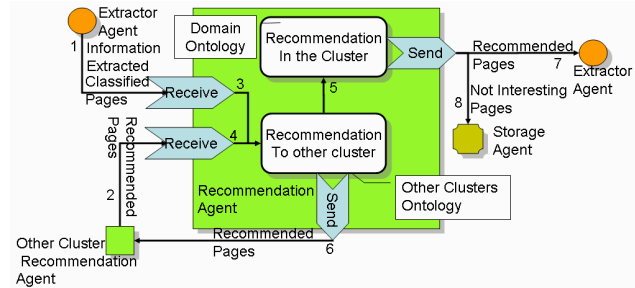 Extractor
Agent
1
Information
Extracted
Classified
Pages
Domain
Ontology
Recommendation
In the Cluster
Send
Recommended
Pages
7
Extractor
Agent
Receive
3
5
8
Not Interesting
Pages
Storage
Agent
Receive
4
Recommendation
To other cluster
Recommended
Pages
2
Recommendation
Agent
Send
Other Clusters
Ontology
Other Cluster
Recommendation
Agent
Recommended
Pages
6